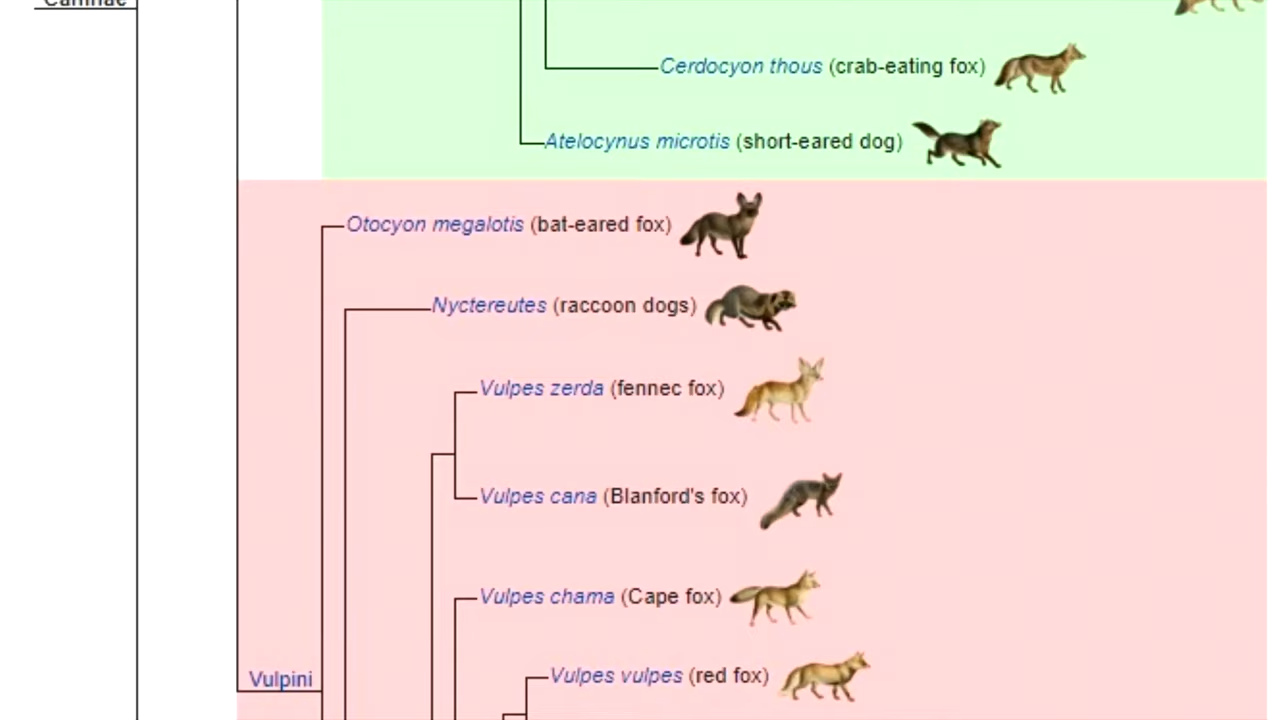 Caninae
Cerdocyon thous (crab-eating fox)
Atelocynus microtis (short-eared dog)
Otocyon megalotis (bat-eared fox)
Nyctereutes (raccoon dogs)
Vulpes zerda (fennec fox)
Vulpes cana (Blanford's fox)
Vulpes chama (Cape fox)
Vulpes vulpes (red fox)
Vulpini